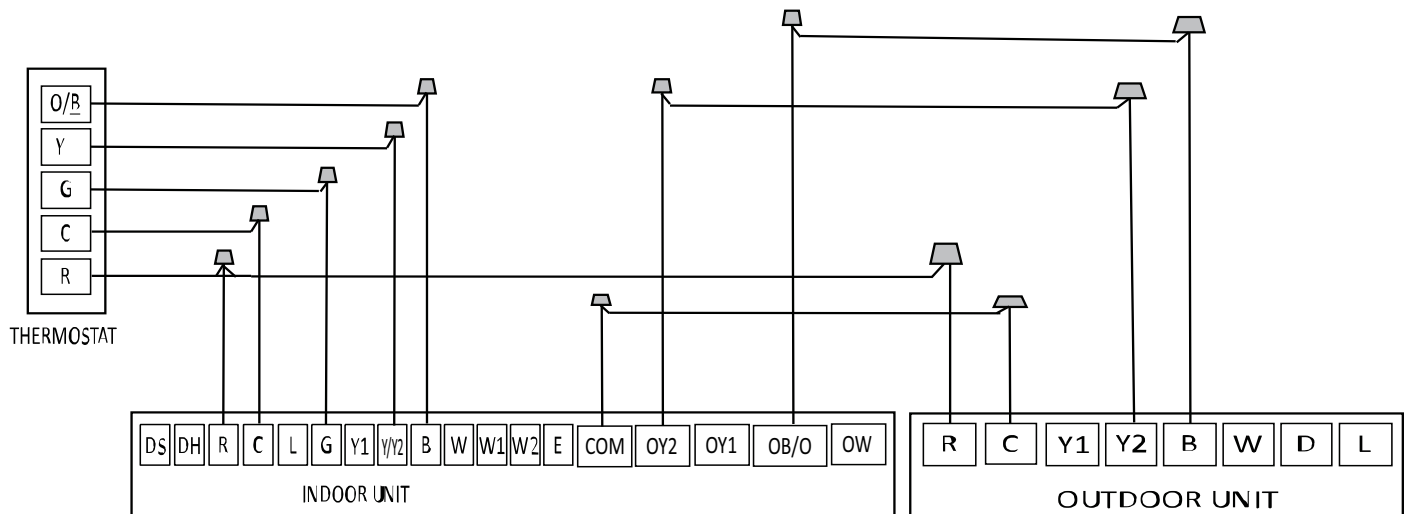 O/B
Y
G
C
R
THERMOSTAT
DS DH R C L G Y1 Y/Y2 B W W1 W2 E COM OY2 OY1 OB/O OW
INDOOR UNIT
R C Y1 Y2 B W D L
OUTDOOR UNIT